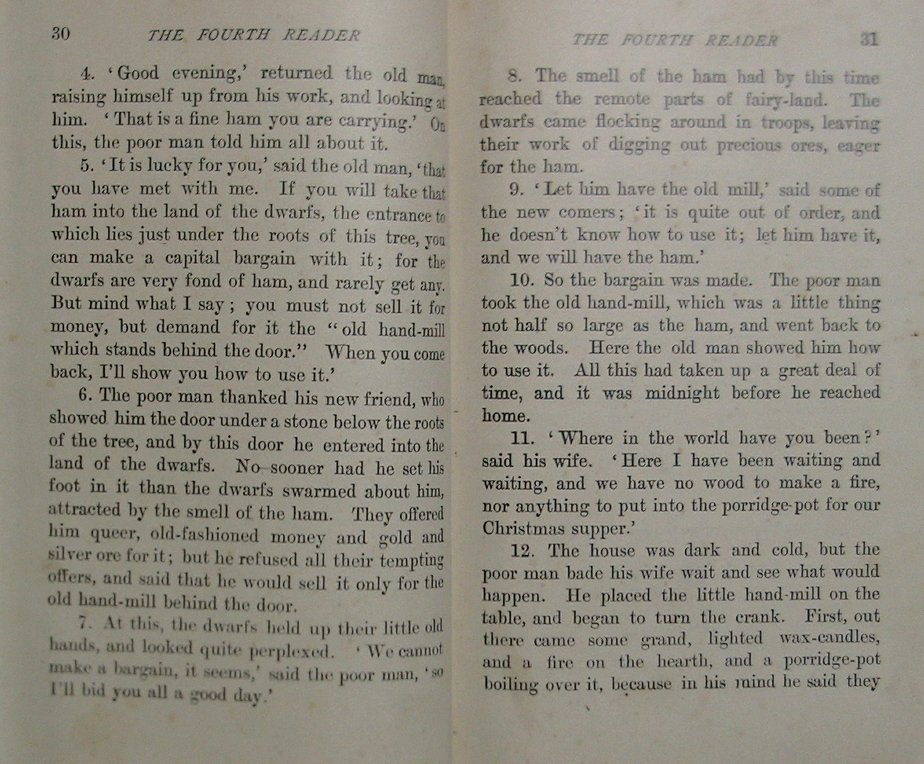 30 THE FOURTH READER
4. ‘Good evening,’ returned the old man,
raising himself up from his work, and looking at
him. ‘That is a fine ham you are carrying.’ On
this, the poor man told him all about it.
5. ‘It is lucky for you,’ said the old man, ‘that
you have met with me. If you will take that
ham into the land of the dwarfs, the entrance to
which lies just under the roots of this tree, you
can make a capital bargain with it; for the
dwarfs are very fond of ham, and rarely get any.
But mind what I say; you must not sell it for
money, but demand for it the “old hand-mill
which stands behind the door.” When you come
back, I’ll show you how to use it.’
6. The poor man thanked his new friend, who
showed him the door under a stone below the roots
of the tree, and by this door he entered into the
land of the dwarfs. No sooner had he set his
foot in it than the dwarfs swarmed about him,
attracted by the smell of the ham. They offered
him queer, old-fashioned money and gold and
silver ore for it; but he refused all their tempting
offers, and said that he would sell it only for the
old hand-mill behind the door.
7. At this, the dwarfs held up their little old
hands, and looked quite perplexed. ‘We cannot
make a bargain, it seems,’ said the poor man, ‘so
I’ll bid you all a good day.’
THE FOURTH READER 31
8. The smell of the ham had by this time
reached the remote parts of fairy-land. The
dwarfs came flocking around in troops, leaving
their work of digging out precious ores, eager
for the ham.
9. ‘Let him have the old mill,’ said some of
the new comers; ‘it is quite out of order, and
he doesn’t know how to use it; let him have it,
and we will have the ham.’
10. So the bargain was made. The poor man
took the old hand-mill, which was a little thing
not half so large as the ham, and went back to
the woods. Here the old man showed him how
to use it. All this had taken up a great deal of
time, and it was midnight before he reached
home.
11. ‘Where in the world have you been?’
said his wife. ‘Here I have been waiting and
waiting, and we have no wood to make a fire,
nor anything to put into the porridge-pot for our
Christmas supper.’
12. The house was dark and cold, but the
poor man bade his wife wait and see what would
happen. He placed the little hand-mill on the
table, and began to turn the crank. First, out
there came some grand, lighted wax-candles,
and a fire on the hearth, and a porridge-pot
boiling over it, because in his mind he said they